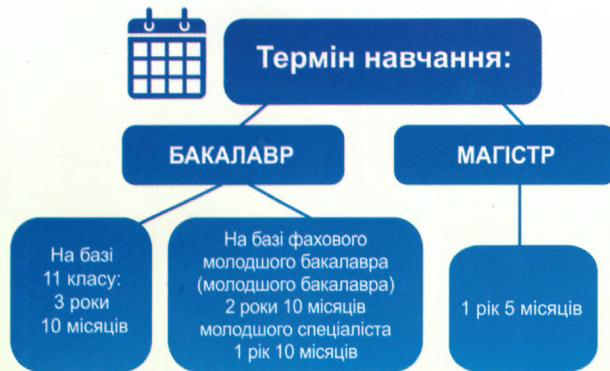 Термін навчання:
БАКАЛАВР
МАГІСТР
На базі
11 класу:
3 роки
10 місяців
На базі фахового
молодшого бакалавра
(молодшого бакалавра)
2 роки 10 місяців
молодшого спеціаліста
1 рік 10 місяців
1 рік 5 місяців